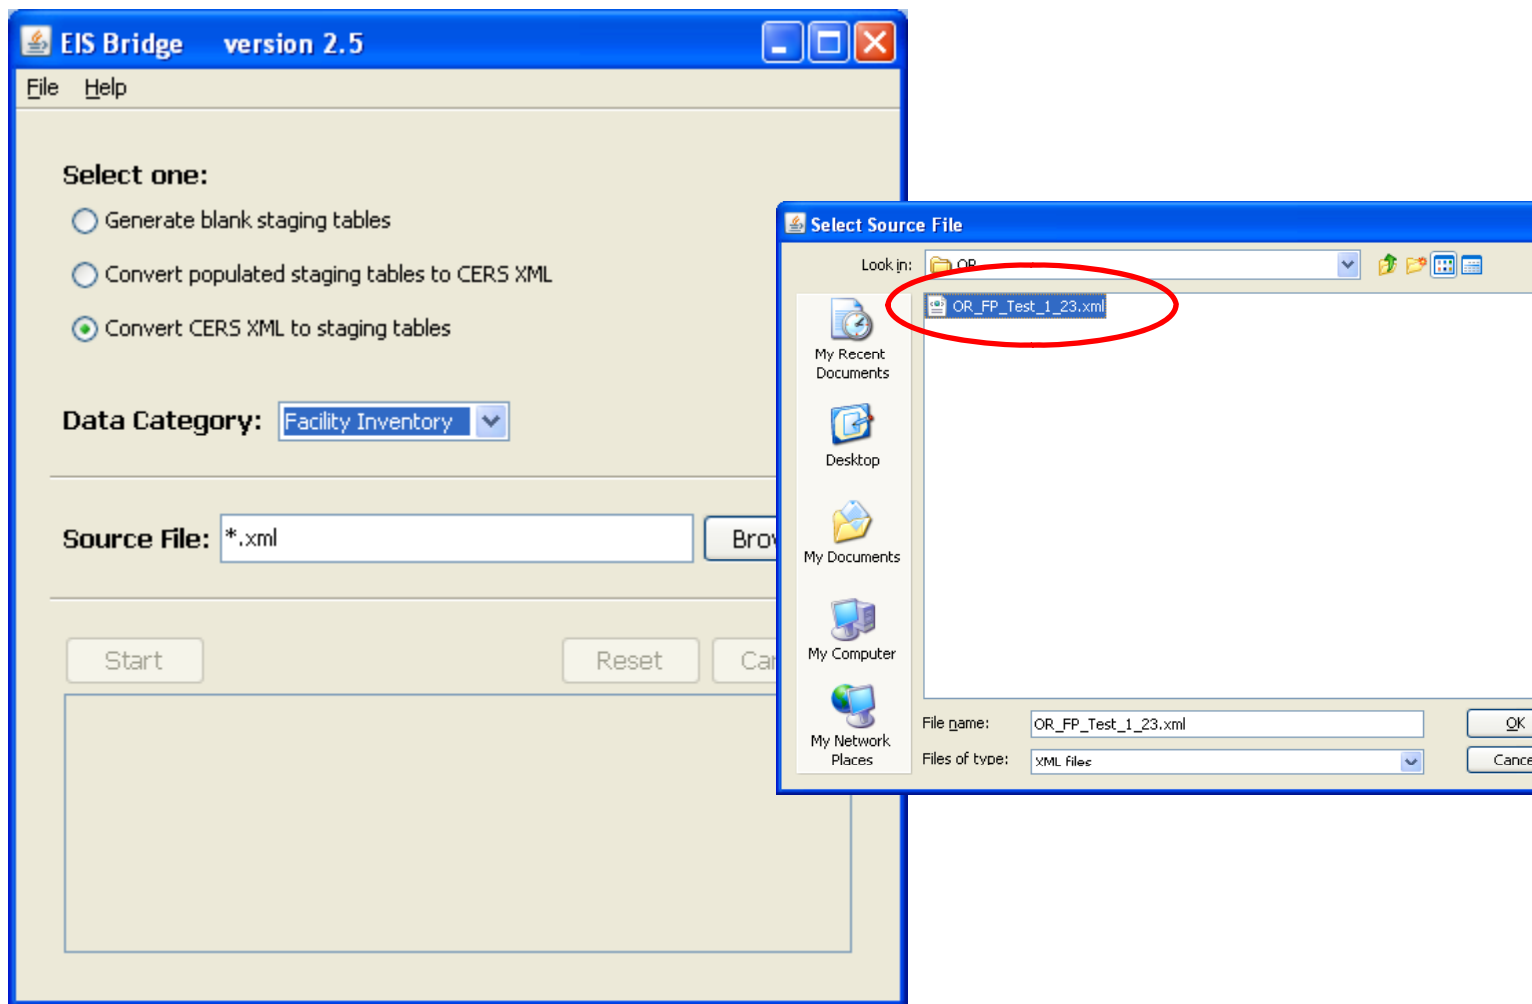 EIS Bridge version 2.5
File Help
Select one:
Generate blank staging tables
Convert populated staging tables to CERS XML
Convert CERS XML to staging tables
Data Category: Facility Inventory
Source File: *.xml
Start Reset
Select Source File
Look in: OR
OR_FP_Test_1_23.xml
My Recent
Documents
Desktop
My Documents
My Computer
My Network
Places
File name: OR_FP_Test_1_23.xml OK
Files of type: XML files